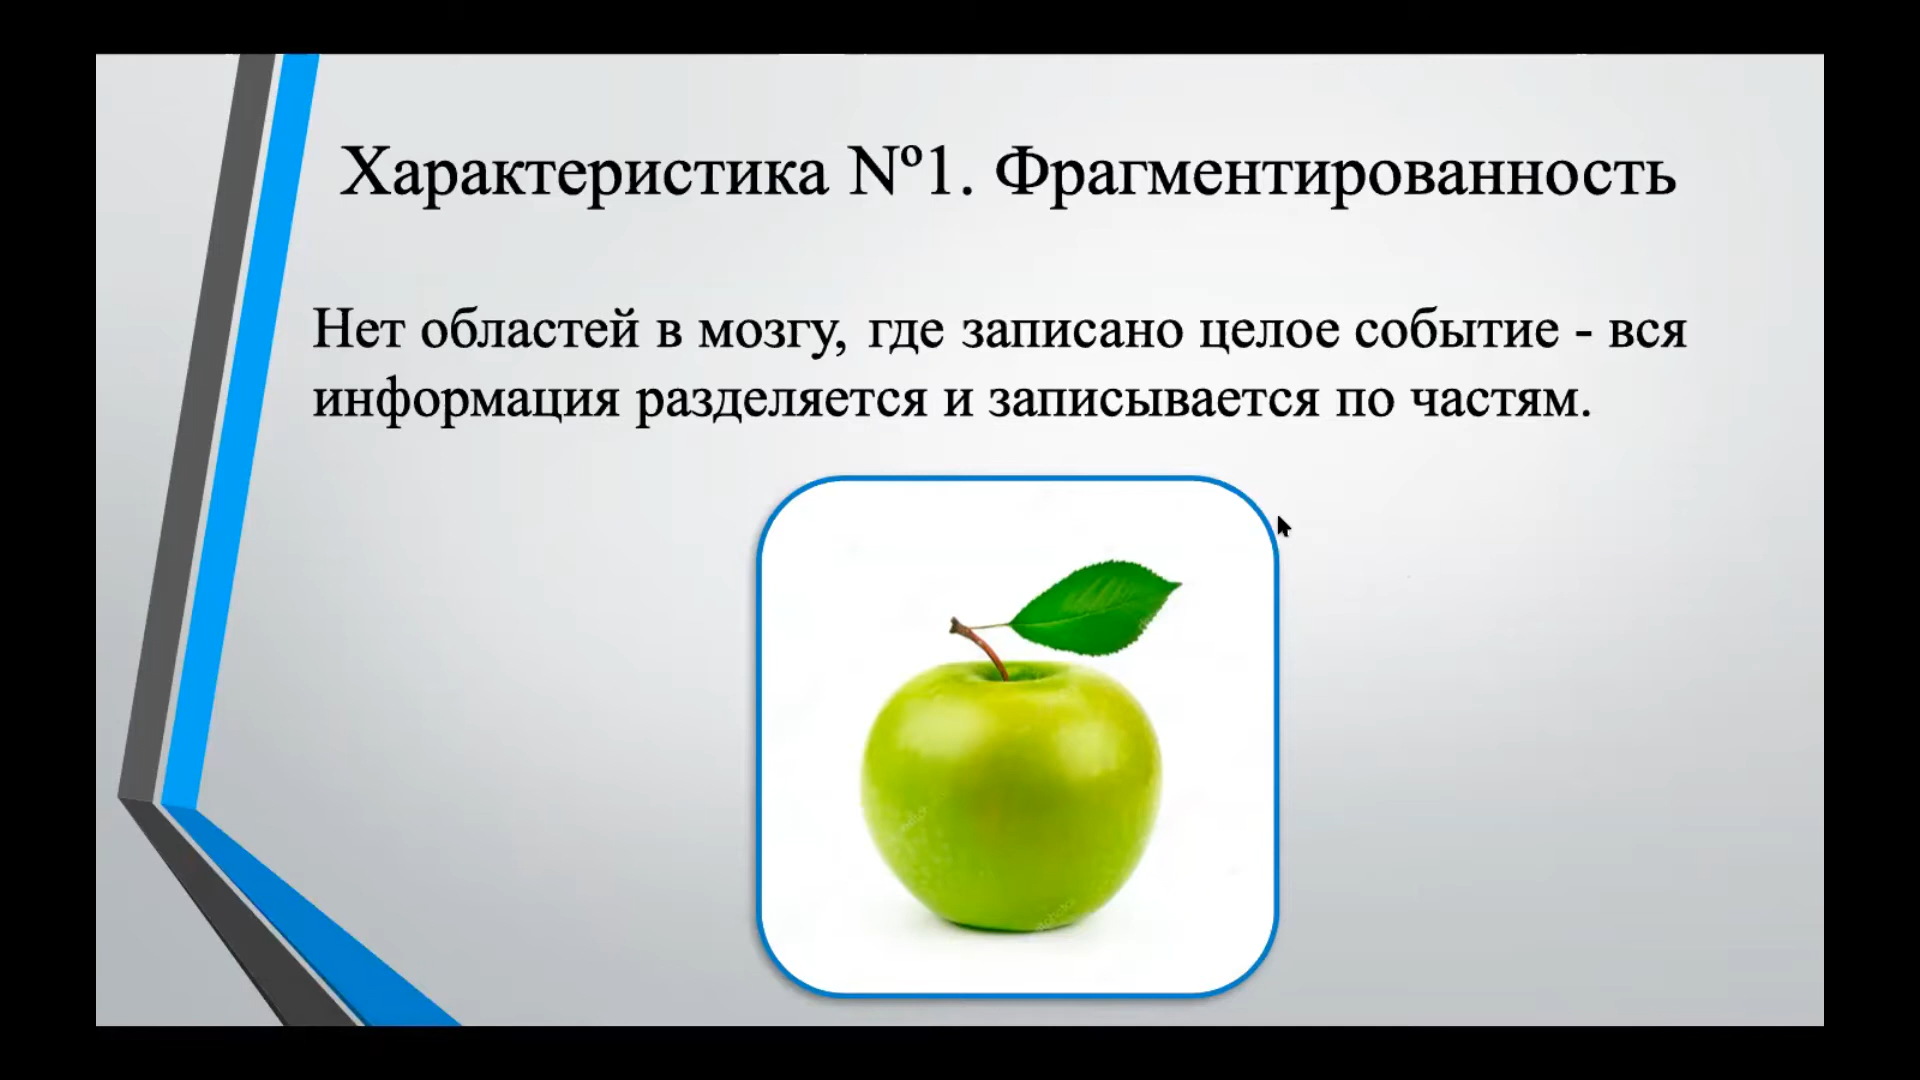 Характеристика Nº1. Фрагментированность
Нет областей в мозгу, где записано целое событие - вся
информация разделяется и записывается по частям.